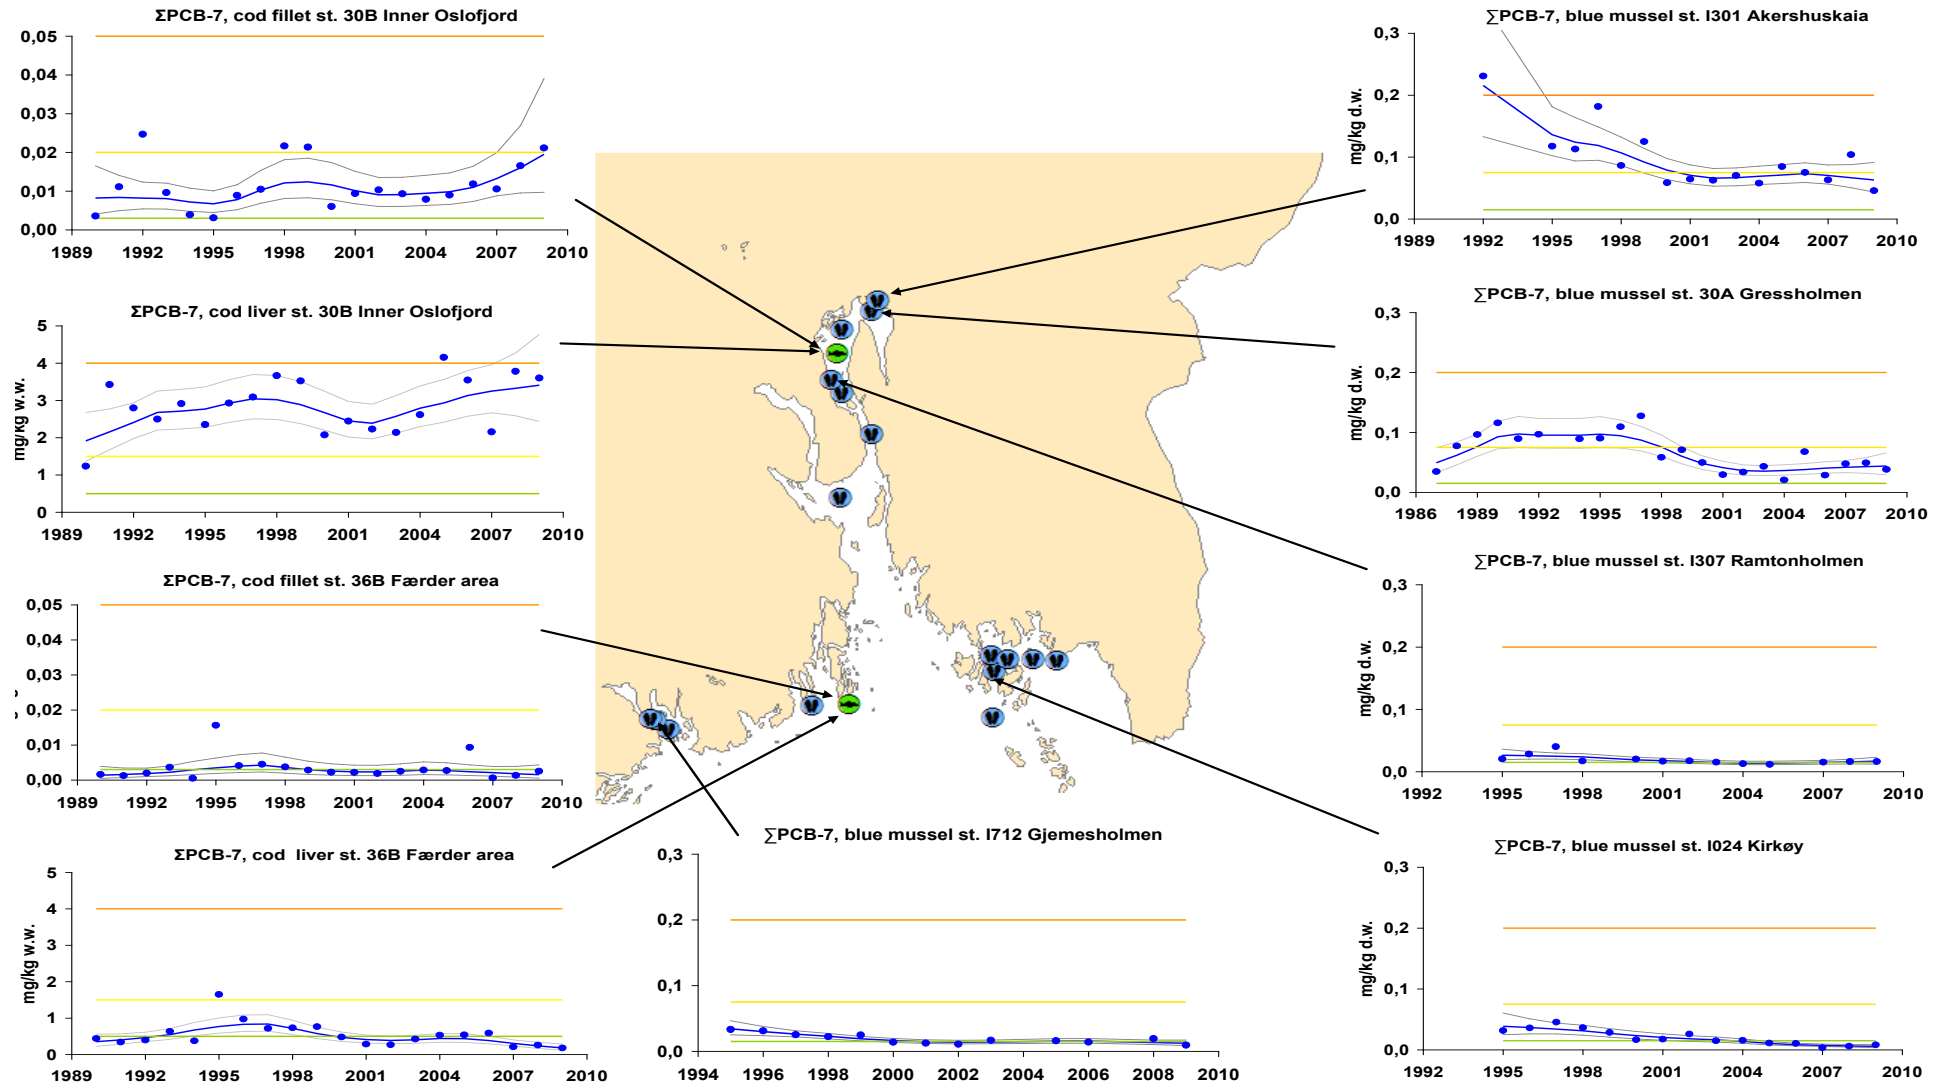 ΣPCB-7, cod fillet st. 30B Inner Oslofjord
0,05
0,04
0,03
0,02
0,01
0,00
1989 1992 1995 1998 2001 2004 2007 2010
ΣPCB-7, cod liver st. 30B Inner Oslofjord
mg/kg w.w.
5
4
3
2
1
0
1989 1992 1995 1998 2001 2004 2007 2010
ΣPCB-7, cod fillet st. 36B Færder area
0,05
0,04
0,03
0,02
0,01
0,00
1989 1992 1995 1998 2001 2004 2007 2010
ΣPCB-7, cod liver st. 36B Færder area
mg/kg w.w.
5
4
3
2
1
0
1989 1992 1995 1998 2001 2004 2007 2010
∑PCB-7, blue mussel st. I712 Gjemesholmen
0,3
0,2
0,1
0,0
1994 1996 1998 2000 2002 2004 2006 2008 2010
∑PCB-7, blue mussel st. I301 Akershuskaia
mg/kg d.w.
0,3
0,2
0,1
0,0
1989 1992 1995 1998 2001 2004 2007 2010
∑PCB-7, blue mussel st. 30A Gressholmen
mg/kg d.w.
0,3
0,2
0,1
0,0
1986 1989 1992 1995 1998 2001 2004 2007 2010
∑PCB-7, blue mussel st. I307 Ramtonholmen
mg/kg d.w.
0,3
0,2
0,1
0,0
1992 1995 1998 2001 2004 2007 2010
∑PCB-7, blue mussel st. I024 Kirkøy
mg/kg d.w.
0,3
0,2
0,1
0,0
1992 1995 1998 2001 2004 2007 2010